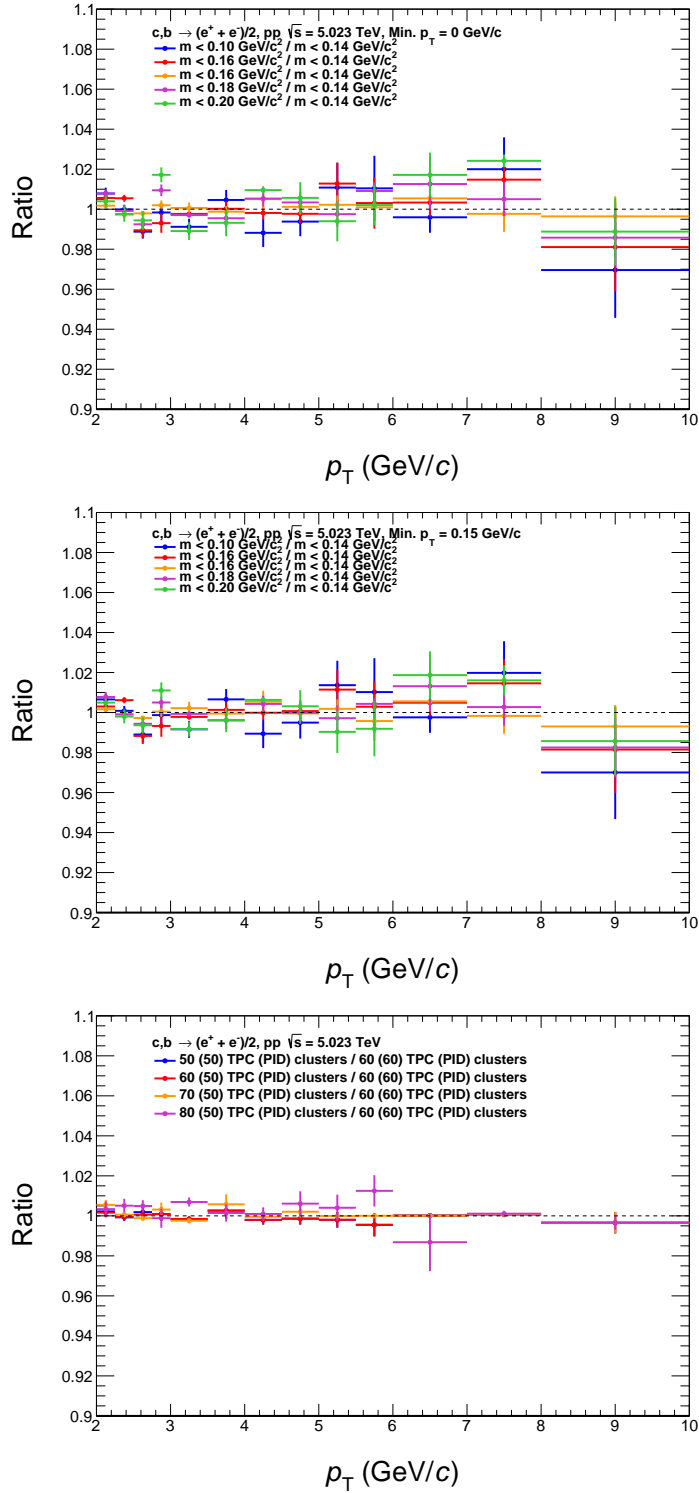 c,b → (e⁺ + e⁻)/2, pp √s = 5.023 TeV, Min. p_T = 0 GeV/c
m < 0.10 GeV/c² / m < 0.14 GeV/c²
m < 0.16 GeV/c² / m < 0.14 GeV/c²
m < 0.16 GeV/c² / m < 0.14 GeV/c²
m < 0.18 GeV/c² / m < 0.14 GeV/c²
m < 0.20 GeV/c² / m < 0.14 GeV/c²
Ratio
1.1
1.08
1.06
1.04
1.02
1
0.98
0.96
0.94
0.92
0.9
2 3 4 5 6 7 8 9 10
p_T (GeV/c)
c,b → (e⁺ + e⁻)/2, pp √s = 5.023 TeV, Min. p_T = 0.15 GeV/c
m < 0.10 GeV/c² / m < 0.14 GeV/c²
m < 0.16 GeV/c² / m < 0.14 GeV/c²
m < 0.16 GeV/c² / m < 0.14 GeV/c²
m < 0.18 GeV/c² / m < 0.14 GeV/c²
m < 0.20 GeV/c² / m < 0.14 GeV/c²
Ratio
1.1
1.08
1.06
1.04
1.02
1
0.98
0.96
0.94
0.92
0.9
2 3 4 5 6 7 8 9 10
p_T (GeV/c)
c,b → (e⁺ + e⁻)/2, pp √s = 5.023 TeV
50 (50) TPC (PID) clusters / 60 (60) TPC (PID) clusters
60 (50) TPC (PID) clusters / 60 (60) TPC (PID) clusters
70 (50) TPC (PID) clusters / 60 (60) TPC (PID) clusters
80 (50) TPC (PID) clusters / 60 (60) TPC (PID) clusters
Ratio
1.1
1.08
1.06
1.04
1.02
1
0.98
0.96
0.94
0.92
0.9
2 3 4 5 6 7 8 9 10
p_T (GeV/c)